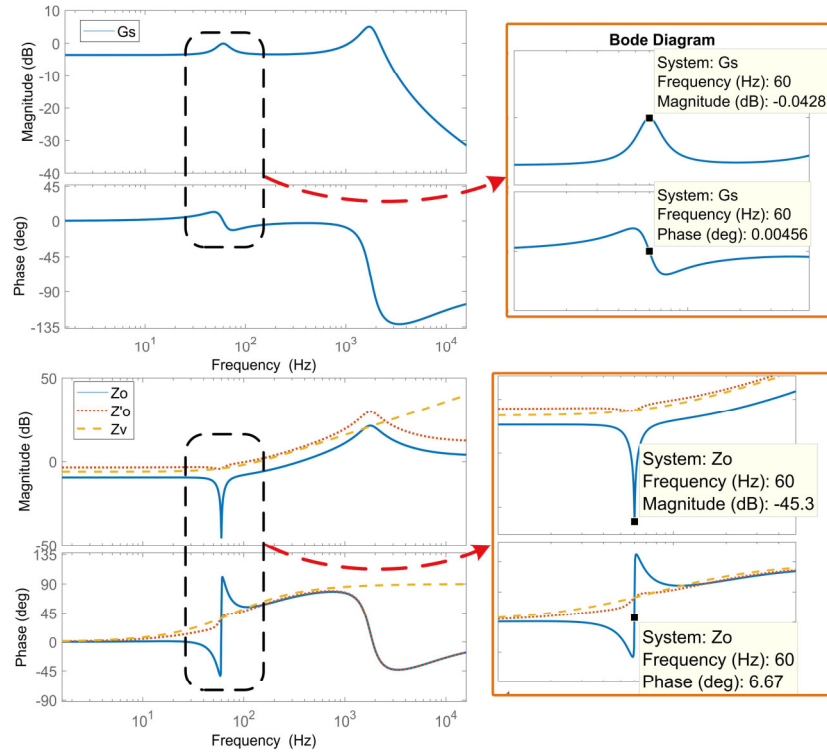 Gs
Magnitude (dB)
10
0
-10
-20
-30
-40
Phase (deg)
45
0
-45
-90
-135
10^1
10^2
10^3
10^4
Frequency (Hz)
Bode Diagram
System: Gs
Frequency (Hz): 60
Magnitude (dB): -0.0428
System: Gs
Frequency (Hz): 60
Phase (deg): 0.00456
Zo
Z'o
Zv
Magnitude (dB)
50
0
50
Phase (deg)
135
90
45
0
-45
-90
10^1
10^2
10^3
10^4
Frequency (Hz)
System: Zo
Frequency (Hz): 60
Magnitude (dB): -45.3
System: Zo
Frequency (Hz): 60
Phase (deg): 6.67